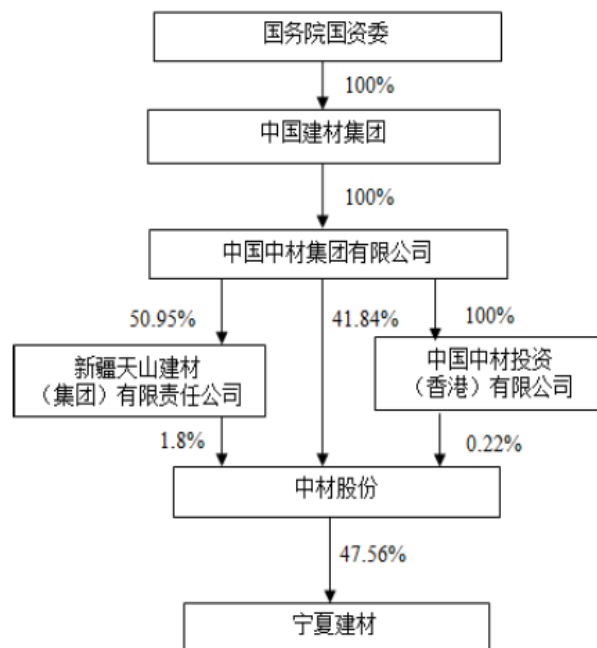 国务院国资委
100%
中国建材集团
100%
中国中材集团有限公司
50.95%
41.84%
100%
新疆天山建材
（集团）有限责任公司
中国中材投资
（香港）有限公司
1.8%
0.22%
中材股份
47.56%
宁夏建材